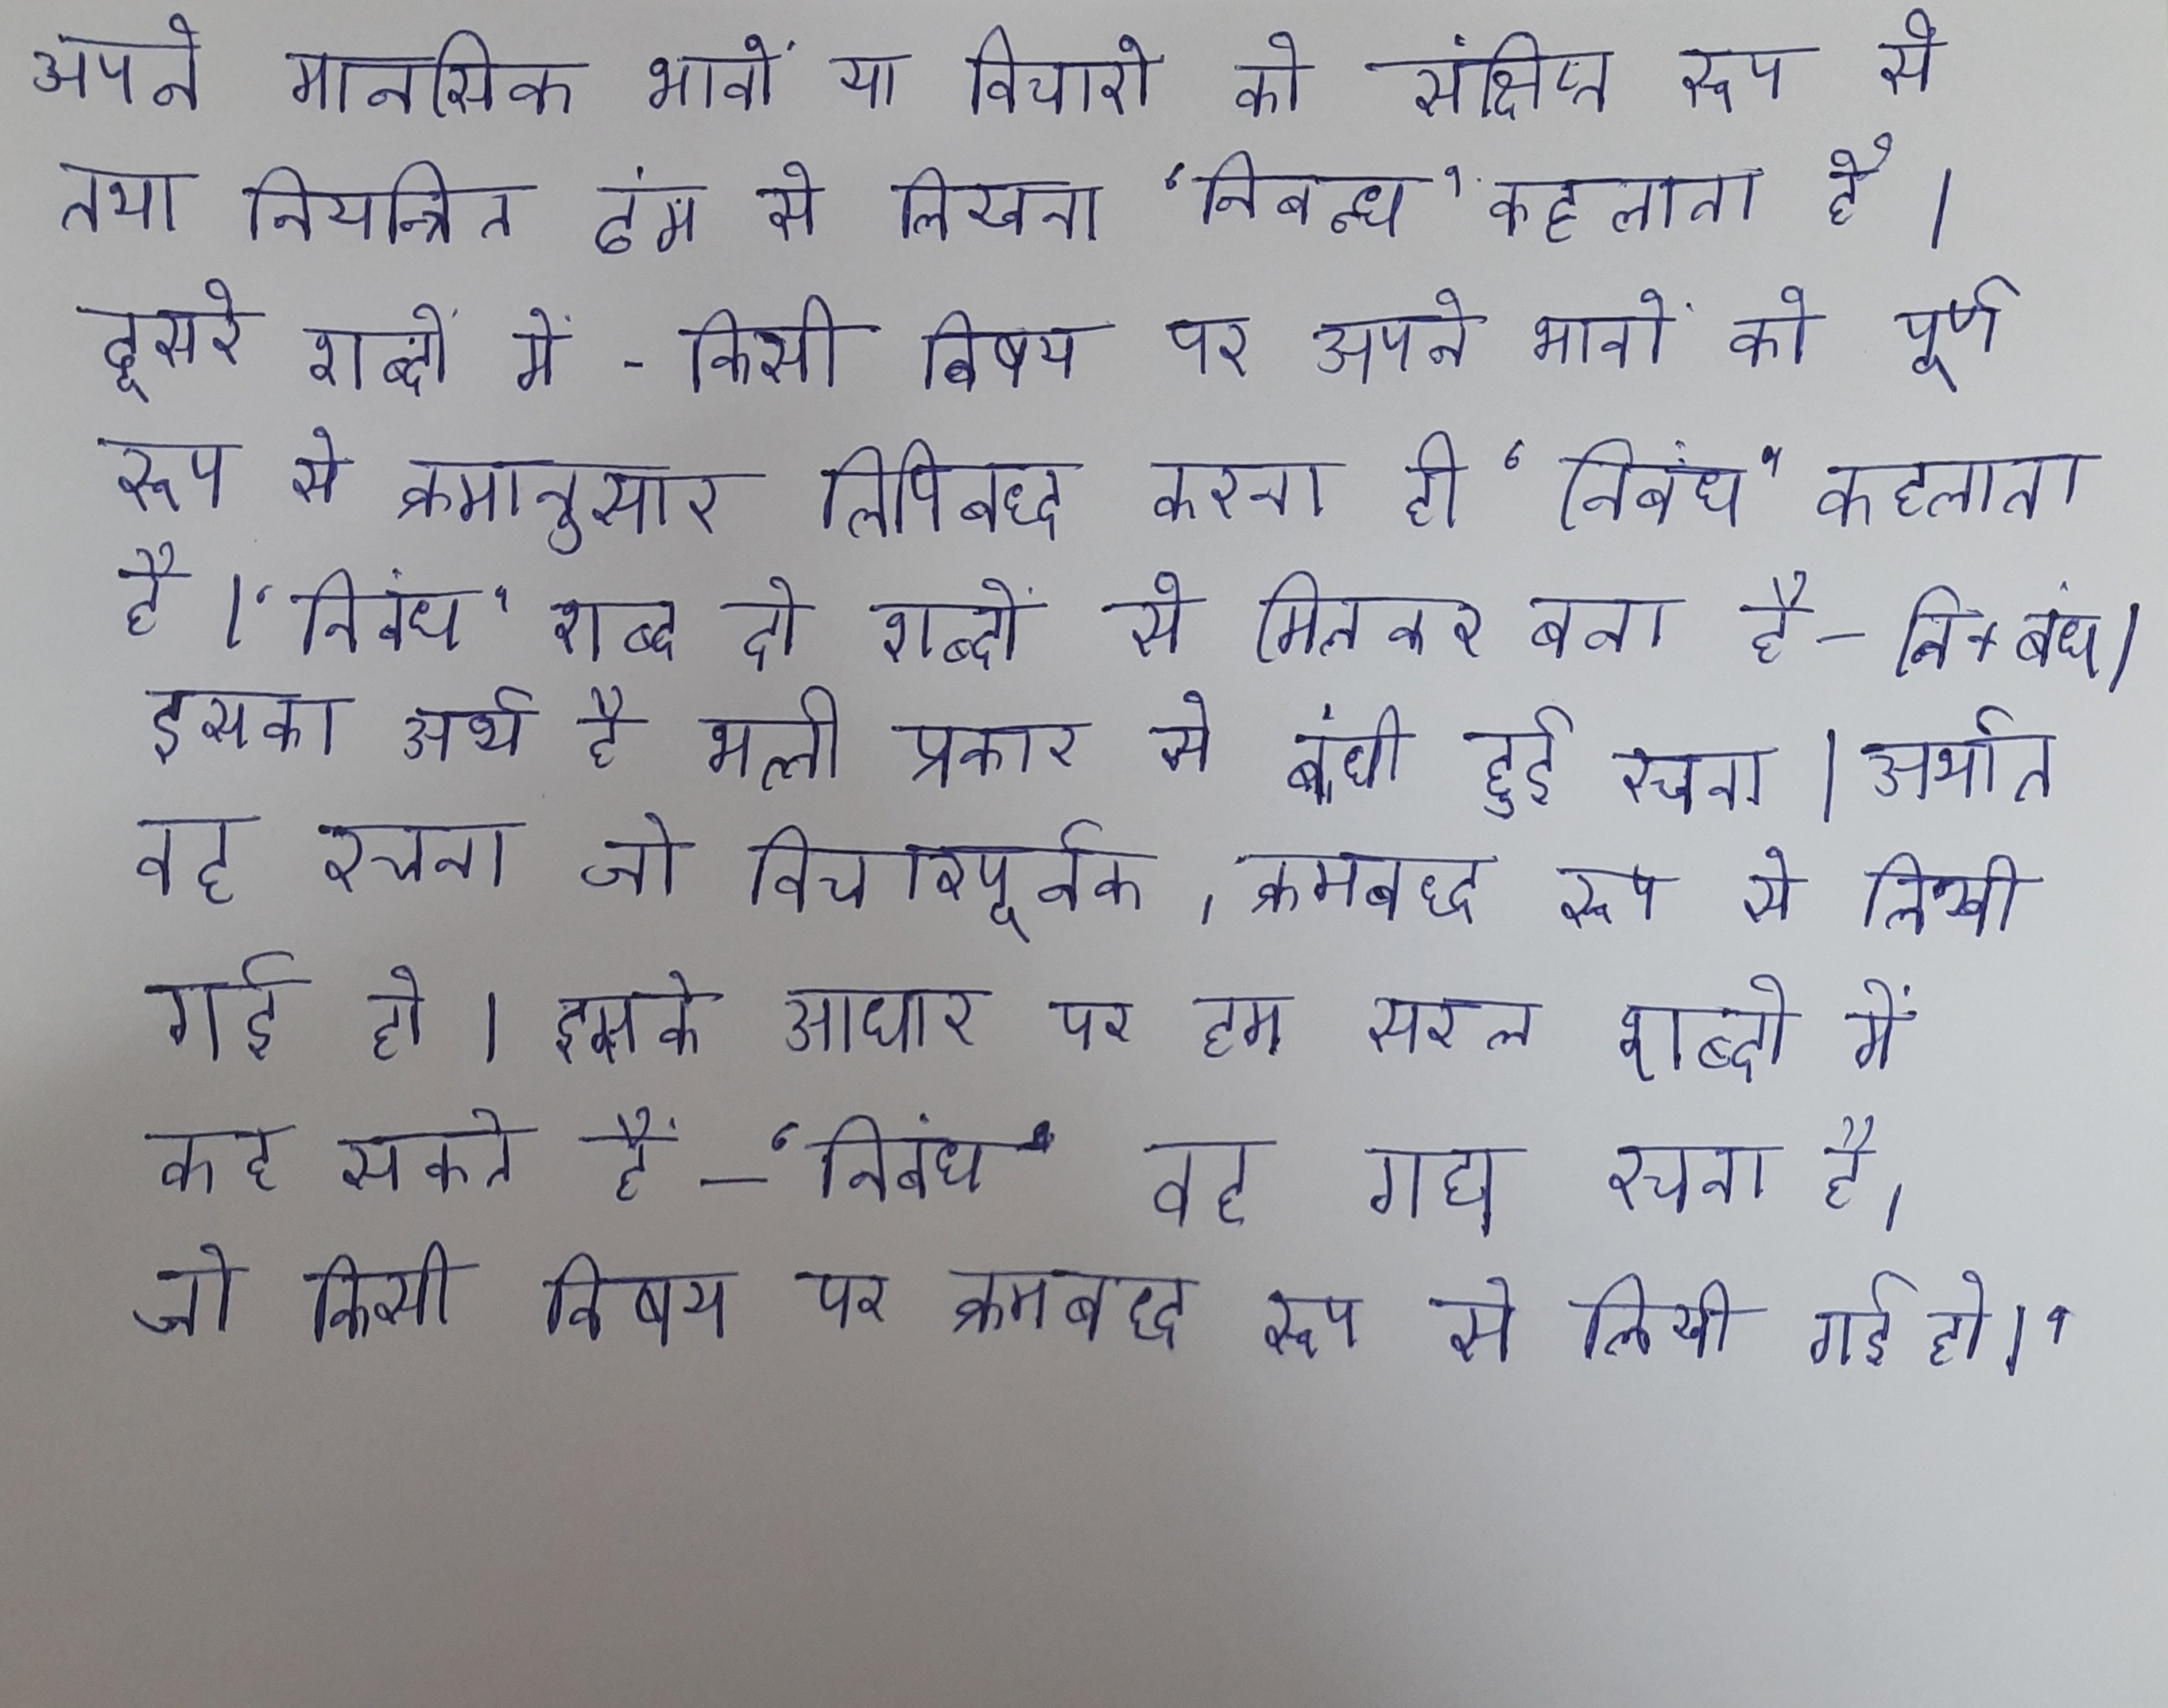 अपने मानसिक भावों या विचारो को संक्षिप्त रूप से
तथा नियन्त्रित ढंग से लिखना ‘निबन्ध’ कहलाता है ।
दूसरे शब्दों में - किसी विषय पर अपने भावों को पूर्ण
रूप से क्रमानुसार लिपिबध्द करना ही ‘निबंध’ कहलाता
है । ‘निबंध’ शब्द दो शब्दों से मिलकर बना है – नि + बंध।
इसका अर्थ है भली प्रकार से बंधी हुई रचना । अर्थात
वह रचना जो विचारपूर्वक , क्रमबध्द रूप से लिखी
गई हो । इसके आधार पर हम सरल शब्दो में
कह सकते हैं – ‘निबंध’ वह गद्य रचना है,
जो किसी विषय पर क्रमबध्द रूप से लिखी गई हो।’